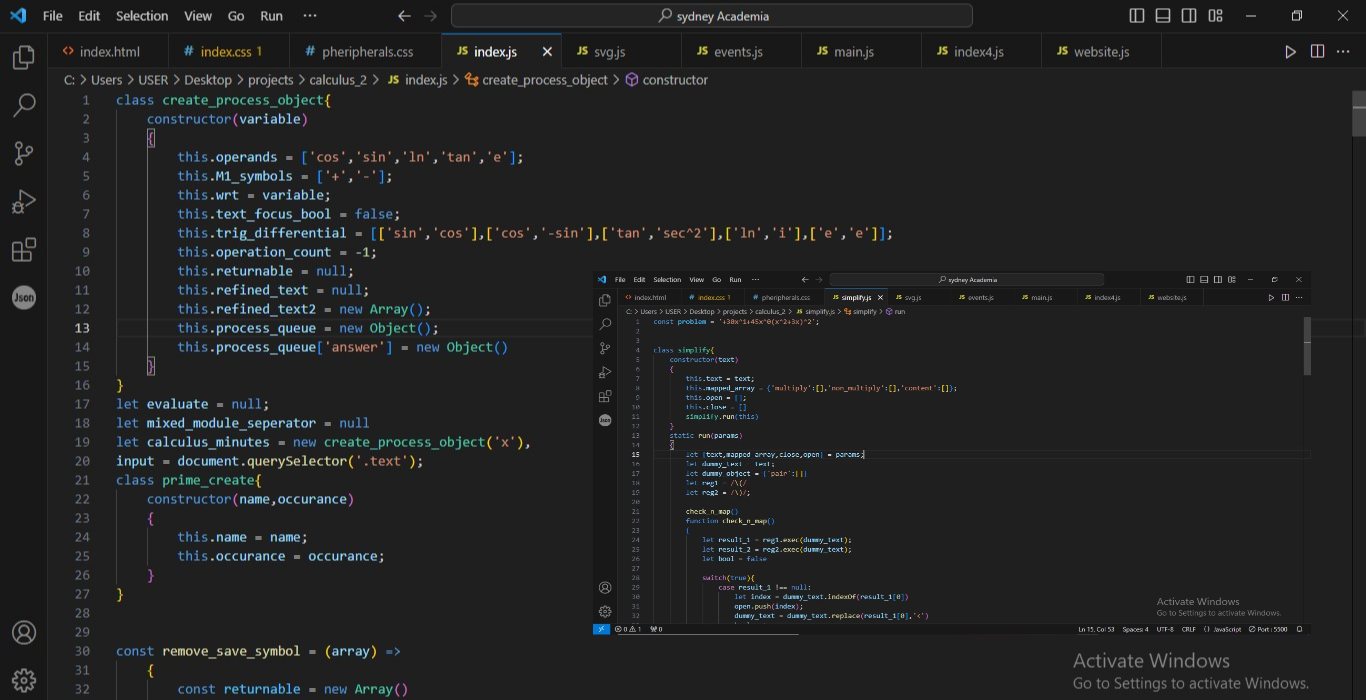 File Edit Selection View Go Run ··· sydney Academia
index.html index.css 1 pheripherals.css index.js svg.js events.js main.js index4.js website.js
C: > Users > USER > Desktop > projects > calculus_2 > JS index.js > create_process_object > constructor
1 class create_process_object{
2 constructor(variable)
3 {
4 this.operands = ['cos','sin','ln','tan','e'];
5 this.M1_symbols = ['+','-'];
6 this.wrt = variable;
7 this.text_focus_bool = false;
8 this.trig_differential = [['sin','cos'],['cos','-sin'],['tan','sec^2'],['ln','i'],['e','e']];
9 this.operation_count = -1;
10 this.returnable = null;
11 this.refined_text = null;
12 this.refined_text2 = new Array();
13 this.process_queue = new Object();
14 this.process_queue['answer'] = new Object()
15 }
16 }
17 let evaluate = null;
18 let mixed_module_seperator = null
19 let calculus_minutes = new create_process_object('x'),
20 input = document.querySelector('.text');
21 class prime_create{
22 constructor(name,occurance)
23 {
24 this.name = name;
25 this.occurance = occurance;
26 }
27 }
28
29
30 const remove_save_symbol = (array) =>
31 {
32 const returnable = new Array()
Json
File Edit Selection View Go Run ··· sydney Academia
index.html index.css 1 pheripherals.css simplify.js svg.js events.js main.js index4.js website.js
C: > Users > USER > Desktop > projects > calculus_2 > JS simplify.js > simplify > run
1 const problem = '+30x^1+45x^0(x^2+3x)^2';
2
3
4 class simplify{
5 constructor(text)
6 {
7 this.text = text;
8 this.mapped_array = {'multiply':[],'non_multiply':[],'content':[]};
9 this.open = [];
10 this.close = []
11 simplify.run(this)
12 }
13 static run(params)
14 {
15 let {text,mapped_array,close,open} = params;
16 let dummy_text = text;
17 let dummy_object = {'pair':[]}
18 let reg1 = /\(/
19 let reg2 = /\)/;
20
21 check_n_map()
22 function check_n_map()
23 {
24 let result_1 = reg1.exec(dummy_text);
25 let result_2 = reg2.exec(dummy_text);
26 let bool = false
27
28 switch(true){
29 case result_1 !== null:
30 let index = dummy_text.indexOf(result_1[0])
31 open.push(index);
32 dummy_text = dummy_text.replace(result_1[0],'<')
Json
Activate Windows
Go to Settings to activate Windows.
0 1 0 Ln 15, Col 53 Spaces: 4 UTF-8 CRLF {} JavaScript Port : 5500
Activate Windows
Go to Settings to activate Windows.